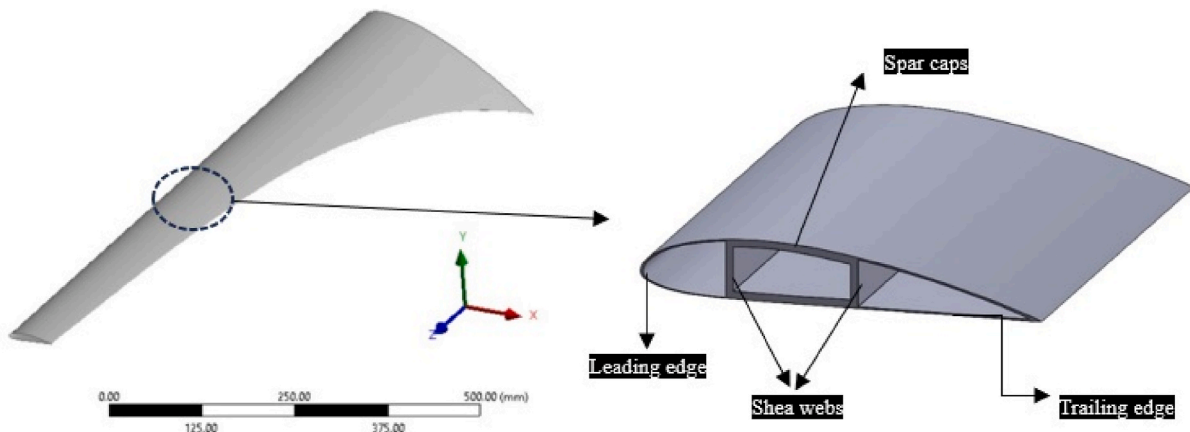 Spar caps
Y
X
Z
Leading edge
Shea webs
Trailing edge
0.00 250.00 500.00 (mm)
125.00 375.00